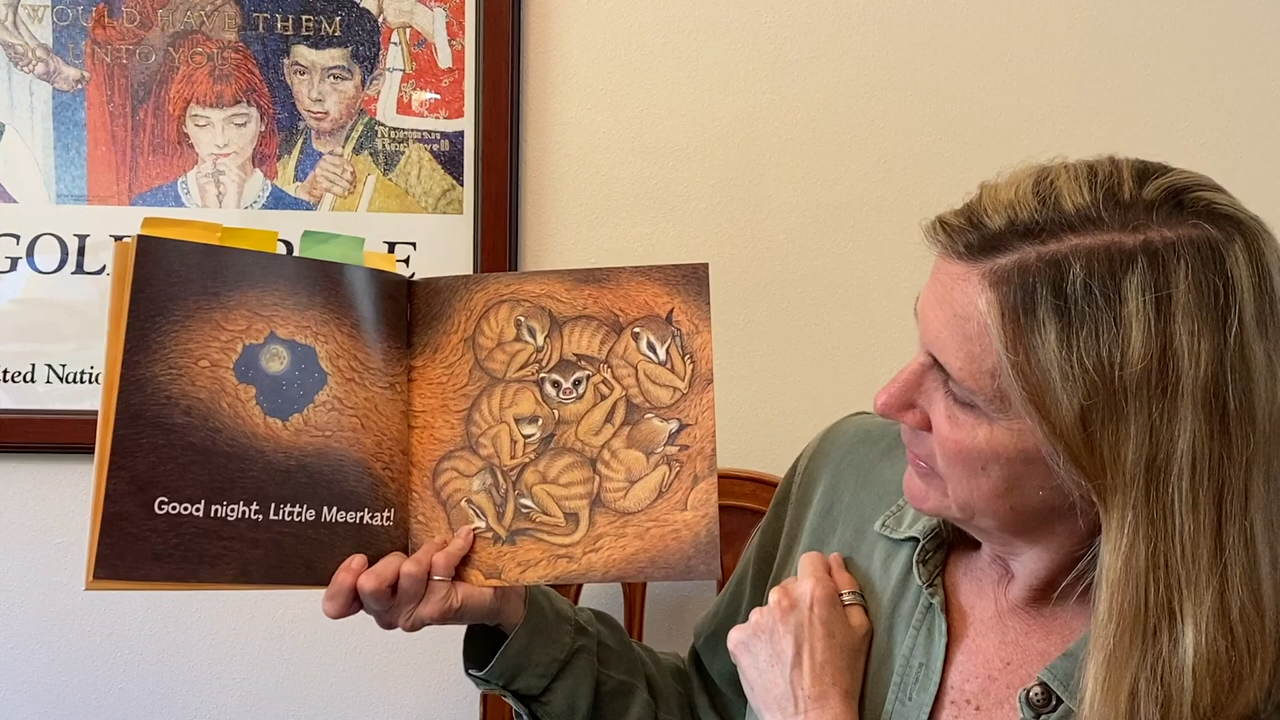 WOULD HAVE THEM
UNTO YOU
Norman
Rockwell
GOL E
ted Natio
Good night, Little Meerkat!